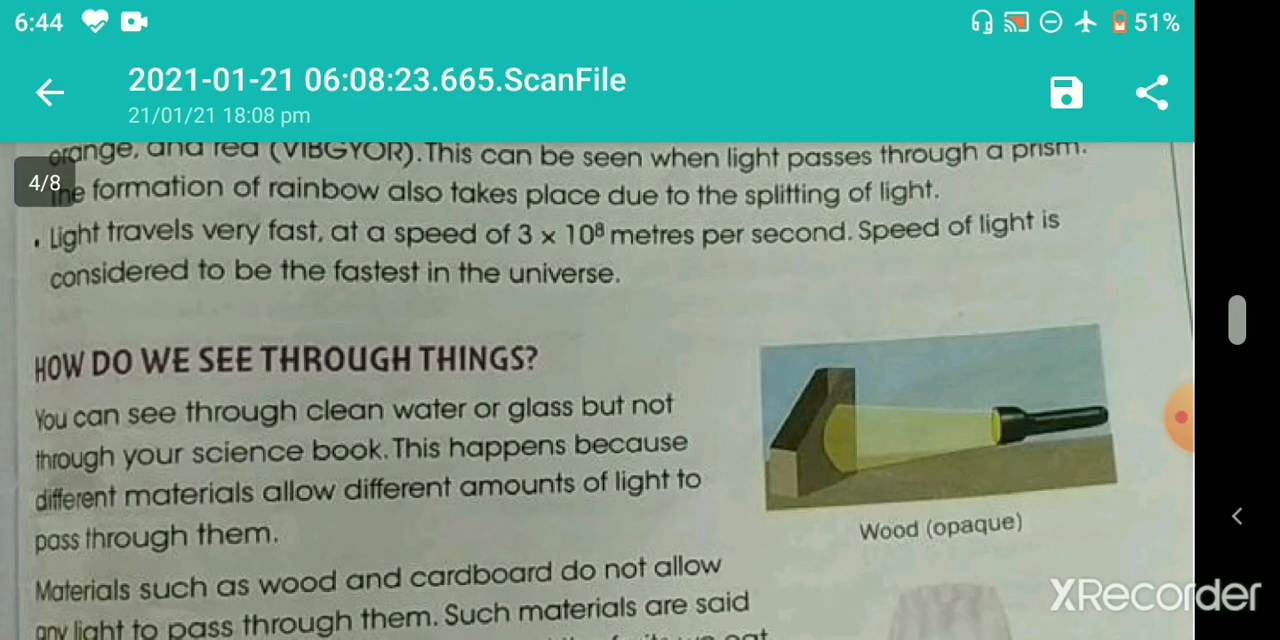 6:44
51%
2021-01-21 06:08:23.665.ScanFile
21/01/21 18:08 pm
4/8
orange, and red (VIBGYOR). This can be seen when light passes through a prism.
The formation of rainbow also takes place due to the splitting of light.
• Light travels very fast, at a speed of 3 × 10⁸ metres per second. Speed of light is
considered to be the fastest in the universe.
HOW DO WE SEE THROUGH THINGS?
You can see through clean water or glass but not
through your science book. This happens because
different materials allow different amounts of light to
pass through them.
Wood (opaque)
Materials such as wood and cardboard do not allow
any light to pass through them. Such materials are said
we eat
XRecorder